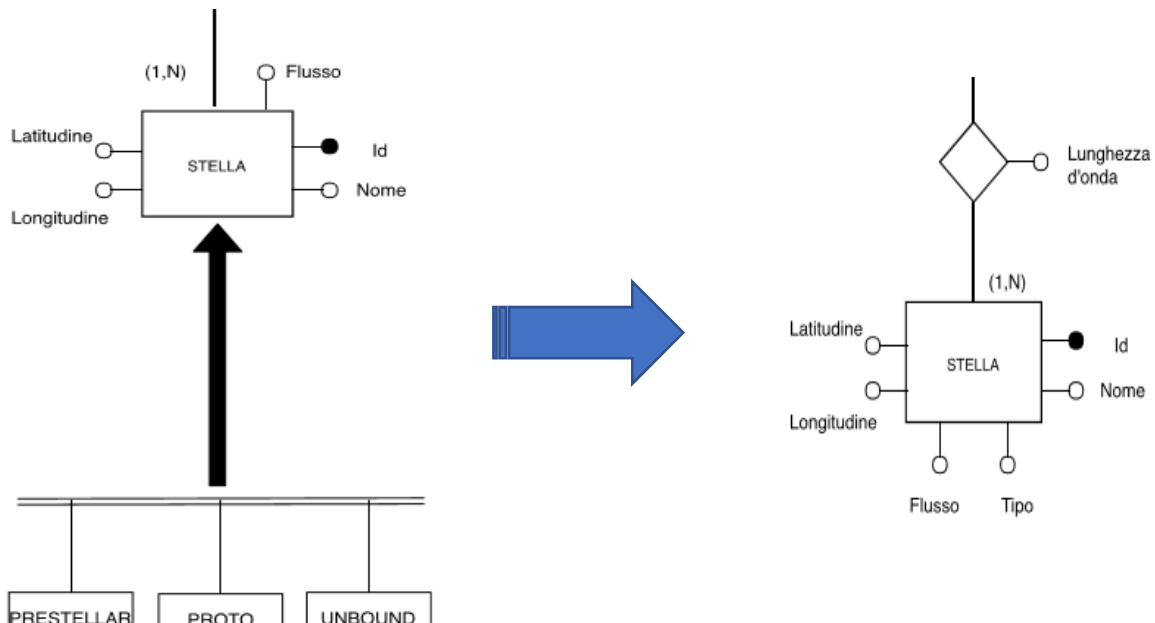 (1,N)
Flusso
Latitudine
Id
STELLA
Nome
Longitudine
PRESTELLAR
PROTO
UNBOUND
Lunghezza
d'onda
(1,N)
Latitudine
Id
STELLA
Nome
Longitudine
Flusso
Tipo